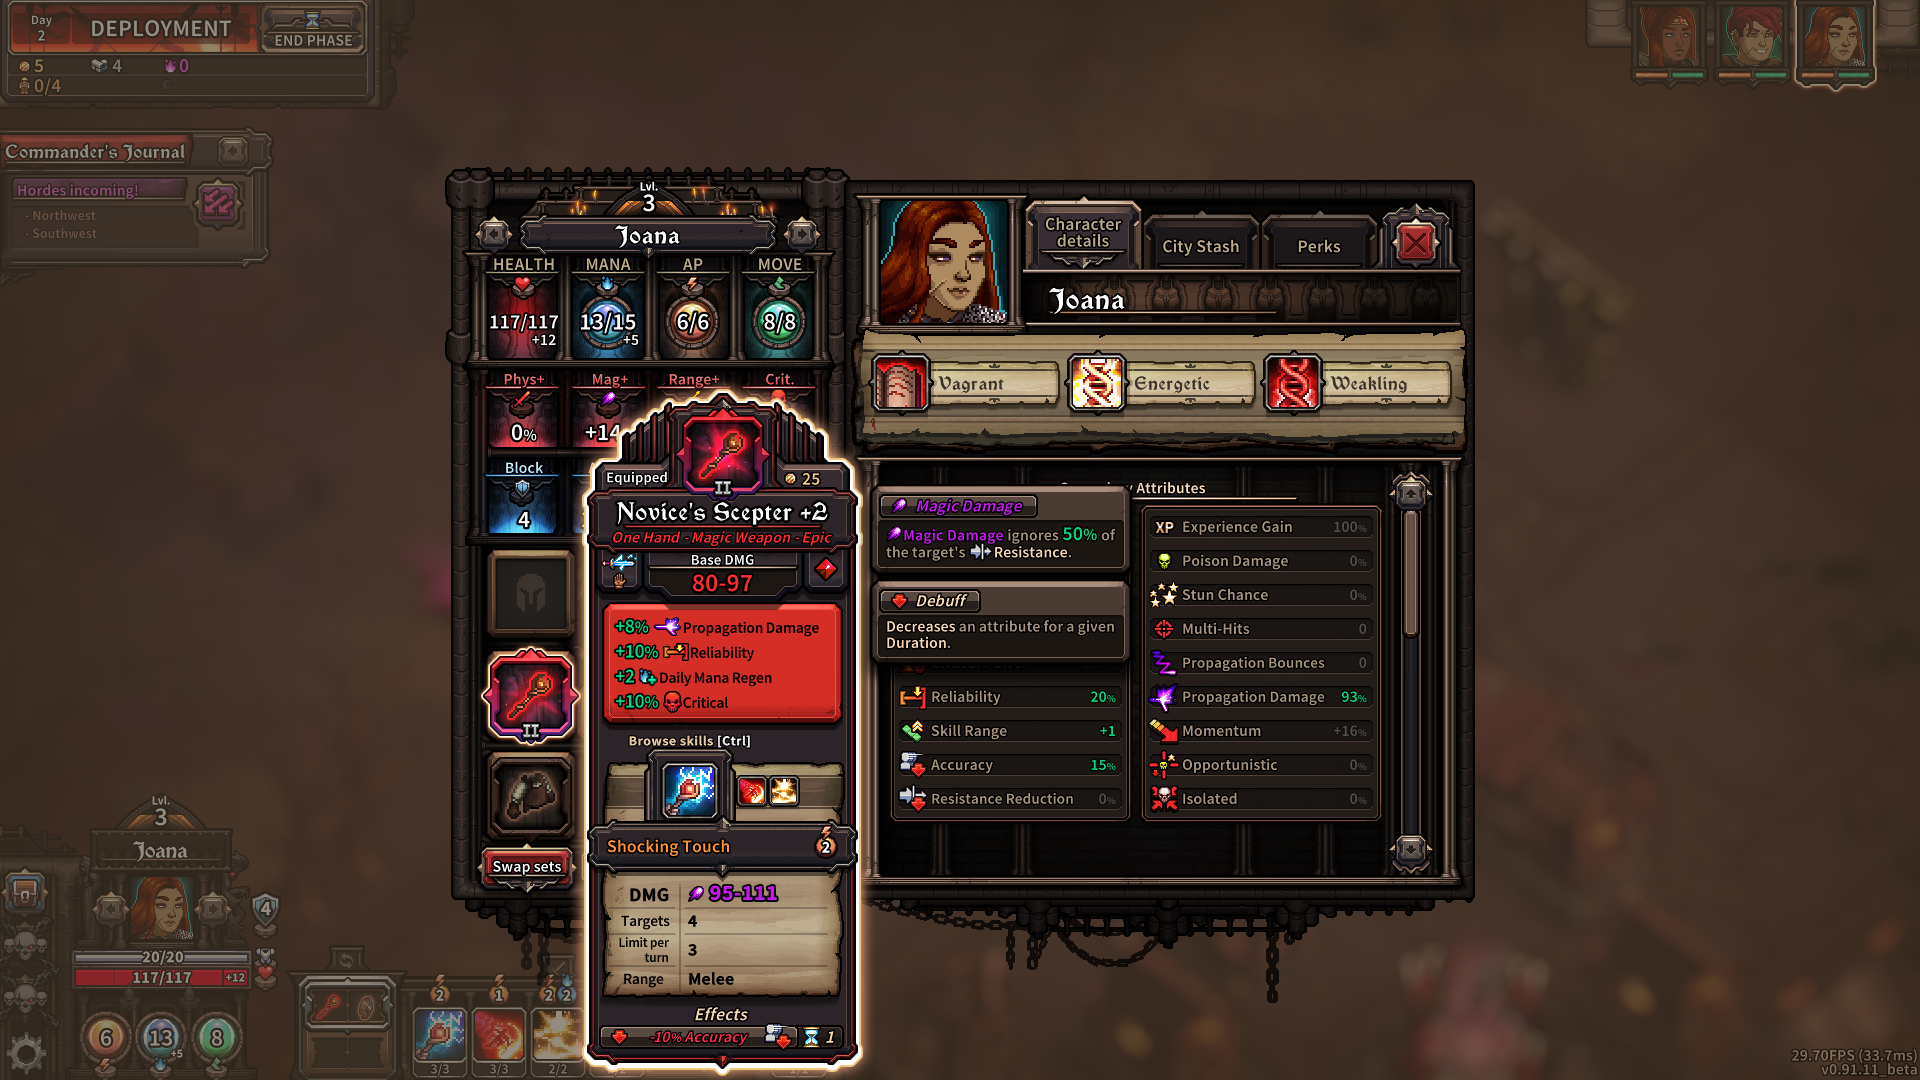 Day
2
DEPLOYMENT
END PHASE
5
4
0
0/4
Commander's Journal
Hordes incoming!
- Northwest
- Southwest
Lvl.
3
Joana
HEALTH
MANA
AP
MOVE
117/117
+12
13/15
+5
6/6
8/8
Phys+
Mag+
Range+
Crit.
0%
+14
Block
4
Swap sets
II
Equipped
II
25
Novice's Scepter +2
One Hand - Magic Weapon - Epic
Base DMG
80-97
+8% Propagation Damage
+10% Reliability
+2 Daily Mana Regen
+10% Critical
Browse skills [Ctrl]
Shocking Touch
2
DMG 95-111
Targets 4
Limit per turn 3
Range Melee
Effects
-10% Accuracy
1
Character details
City Stash
Perks
Joana
Vagrant
Energetic
Weakling
Attributes
Magic Damage
Magic Damage ignores 50% of
the target's Resistance.
Debuff
Decreases an attribute for a given
Duration.
Reliability 20%
Skill Range +1
Accuracy 15%
Resistance Reduction 0%
XP Experience Gain 100%
Poison Damage 0%
Stun Chance 0%
Multi-Hits 0
Propagation Bounces 0
Propagation Damage 93%
Momentum +16%
Opportunistic 0%
Isolated 0%
Lvl.
3
Joana
4
20/20
117/117
+12
6
13
+5
8
2
1
2 2
3/3
3/3
2/2
29.70FPS (33.7ms)
v0.91.11_beta